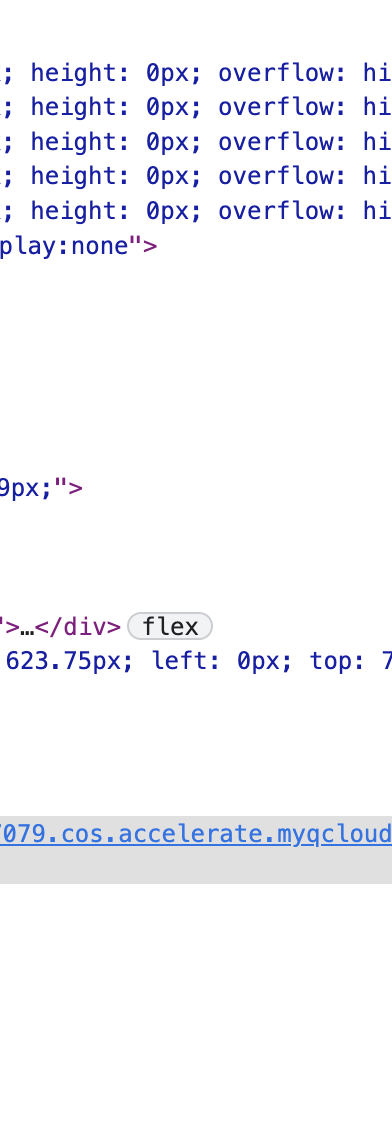 ; height: 0px; overflow: hi
; height: 0px; overflow: hi
; height: 0px; overflow: hi
; height: 0px; overflow: hi
; height: 0px; overflow: hi
play:none">
9px;">
">…</div> flex
623.75px; left: 0px; top: 7
7079.cos.accelerate.myqcloud